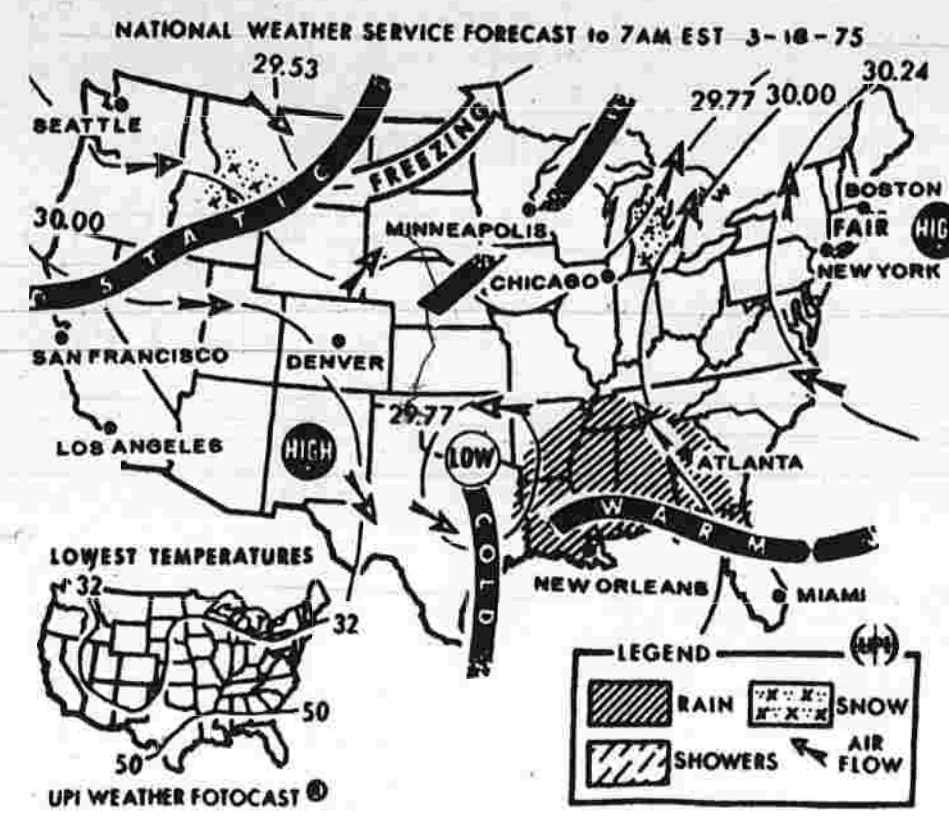 NATIONAL WEATHER SERVICE FORECAST to 7AM EST 3-18-75
29.53
30.24
29.77 30.00
SEATTLE
FREEZING
BOSTON
FAIR
30.00
STATIC
MINNEAPOLIS
CHICAGO
NEW YORK
SAN FRANCISCO
DENVER
29.77
LOS ANGELES
HIGH
LOW
ATLANTA
COLD
WARM
NEW ORLEANS
MIAMI
LOWEST TEMPERATURES
32
32
50
50
UPI WEATHER FOTOCAST ®
LEGEND
(UPI)
RAIN
SNOW
SHOWERS
AIR
FLOW